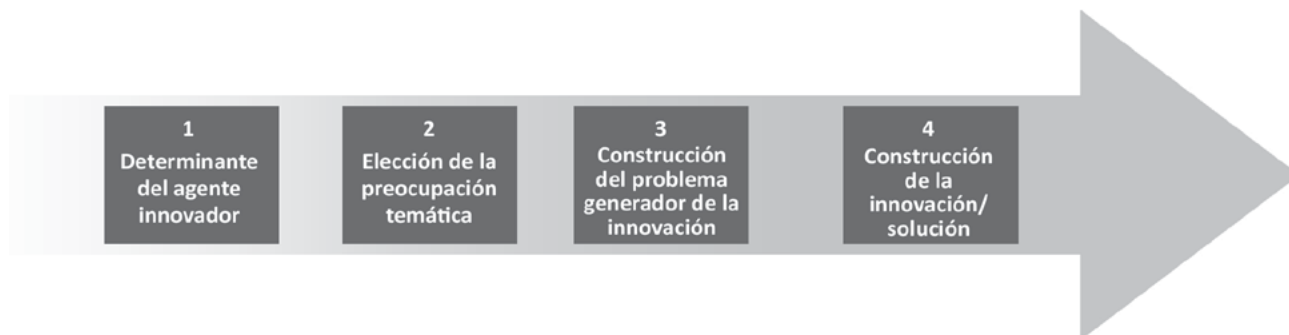 1
Determinante
del agente
innovador
2
Elección de la
preocupación
temática
3
Construcción
del problema
generador de la
innovación
4
Construcción
de la
innovación/
solución